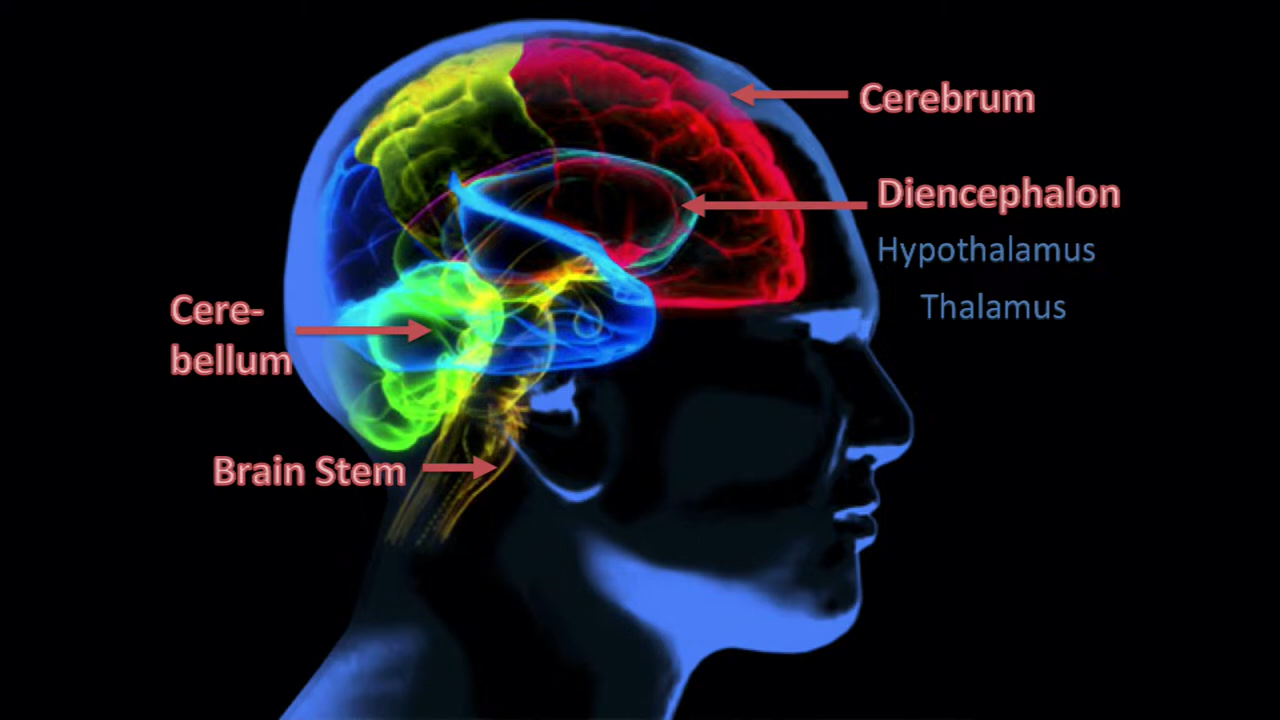 Cerebrum
Diencephalon
Hypothalamus
Thalamus
Cere-
bellum
Brain Stem